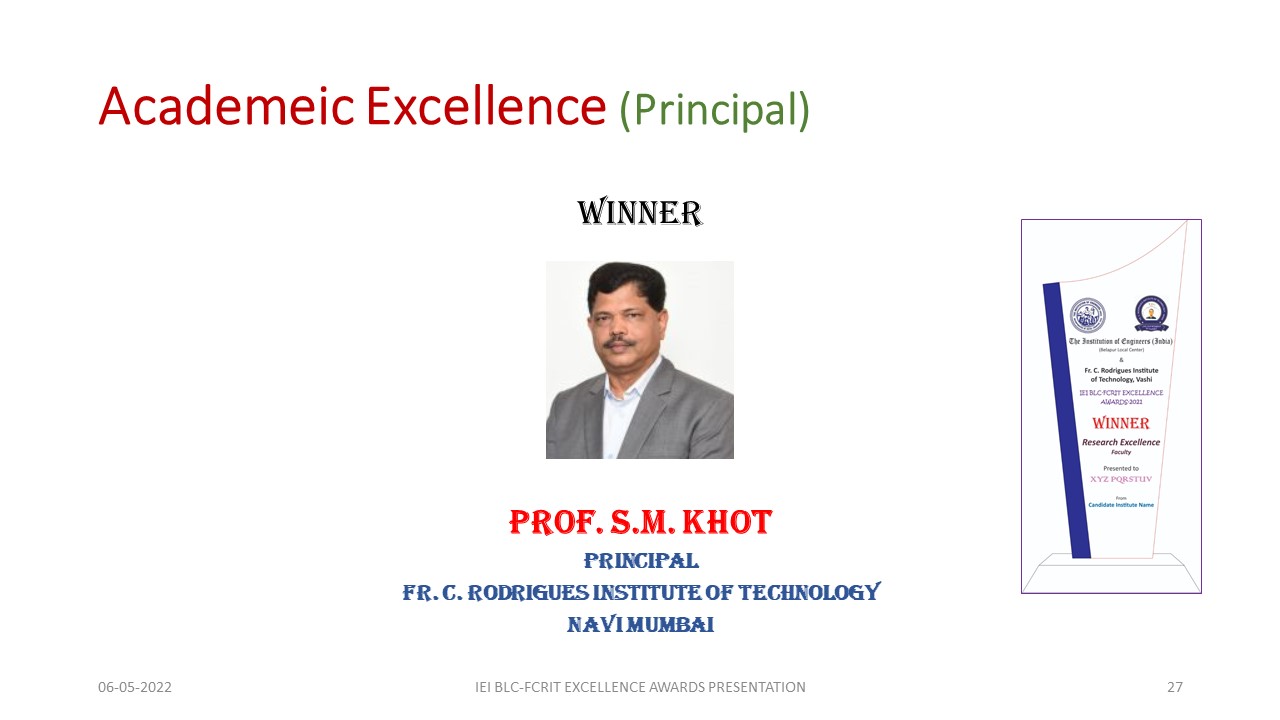 Academeic Excellence (Principal)
WINNER
PROF. S.M. KHOT
PRINCIPAL
FR. C. RODRIGUES INSTITUTE OF TECHNOLOGY
NAVI MUMBAI
The Institution of Engineers (India)
(Belapur Local Center)
&
Fr. C. Rodrigues Institute
of Technology, Vashi
IEI BLC-FCRIT EXCELLENCE
AWARDS-2021
WINNER
Research Excellence
Faculty
Presented to
XYZ PQRSTUV
From
Candidate Institute Name
06-05-2022
IEI BLC-FCRIT EXCELLENCE AWARDS PRESENTATION
27